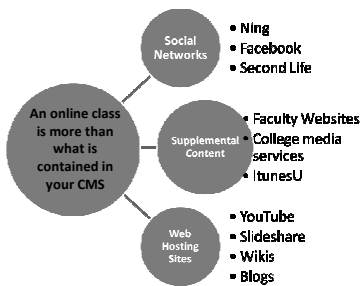 An online class
is more than
what is
contained in
your CMS
Social
Networks
• Ning
• Facebook
• Second Life
Supplemental
Content
• Faculty Websites
• College media
services
• ItunesU
Web
Hosting
Sites
• YouTube
• Slideshare
• Wikis
• Blogs